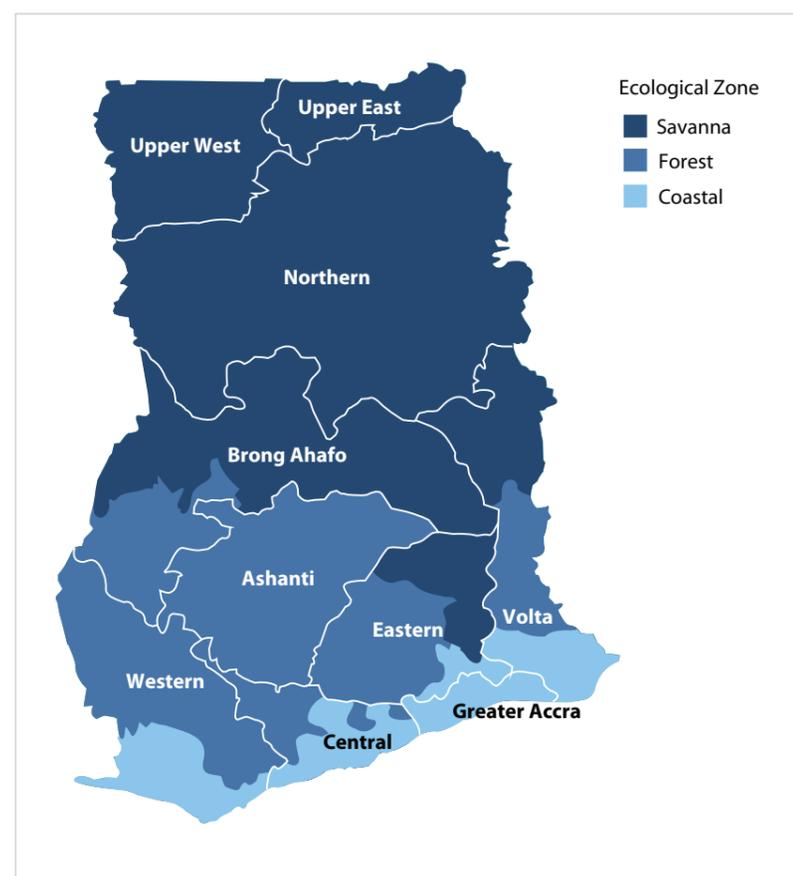 Ecological Zone
Savanna
Forest
Coastal
Upper East
Upper West
Northern
Brong Ahafo
Ashanti
Volta
Eastern
Western
Greater Accra
Central